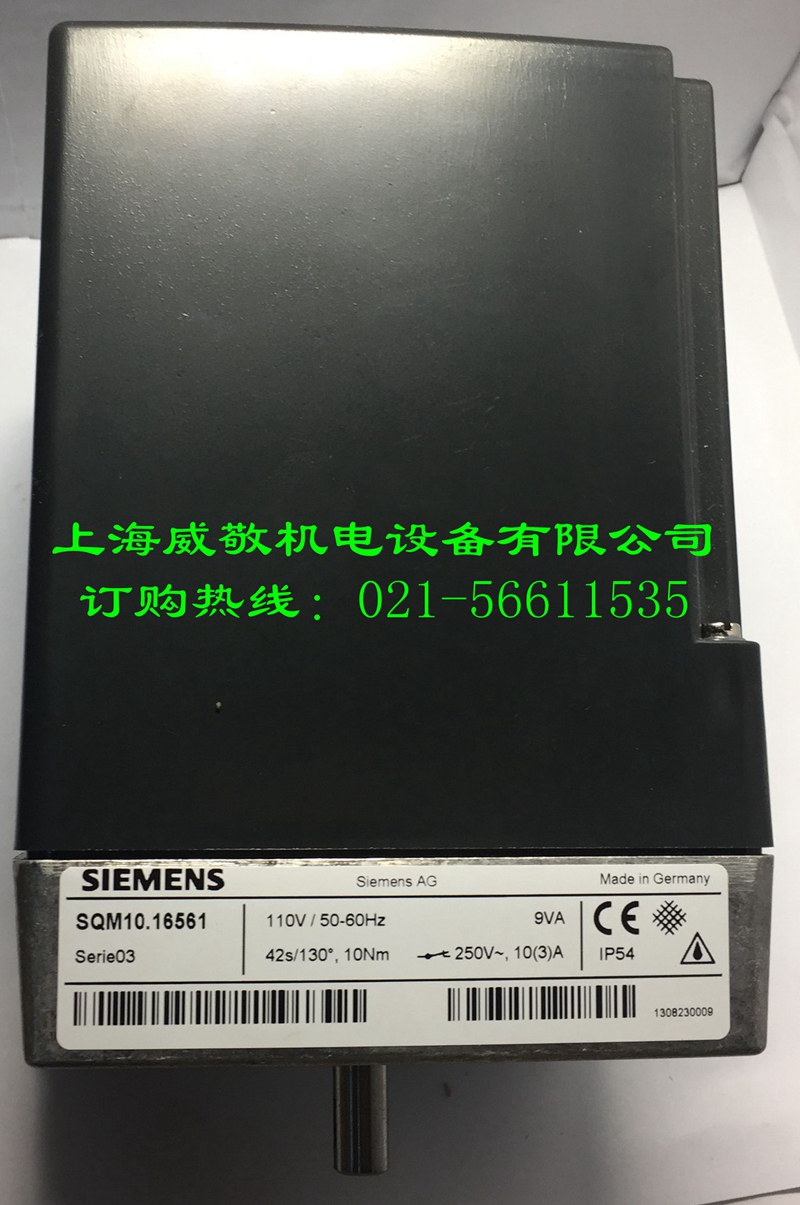 上海威敬机电设备有限公司
订购热线：021-56611535
SIEMENS Siemens AG Made in Germany
SQM10.16561 110V / 50-60Hz 9VA CE
Serie03 42s/130°, 10Nm 250V~, 10(3)A IP54
1308230009